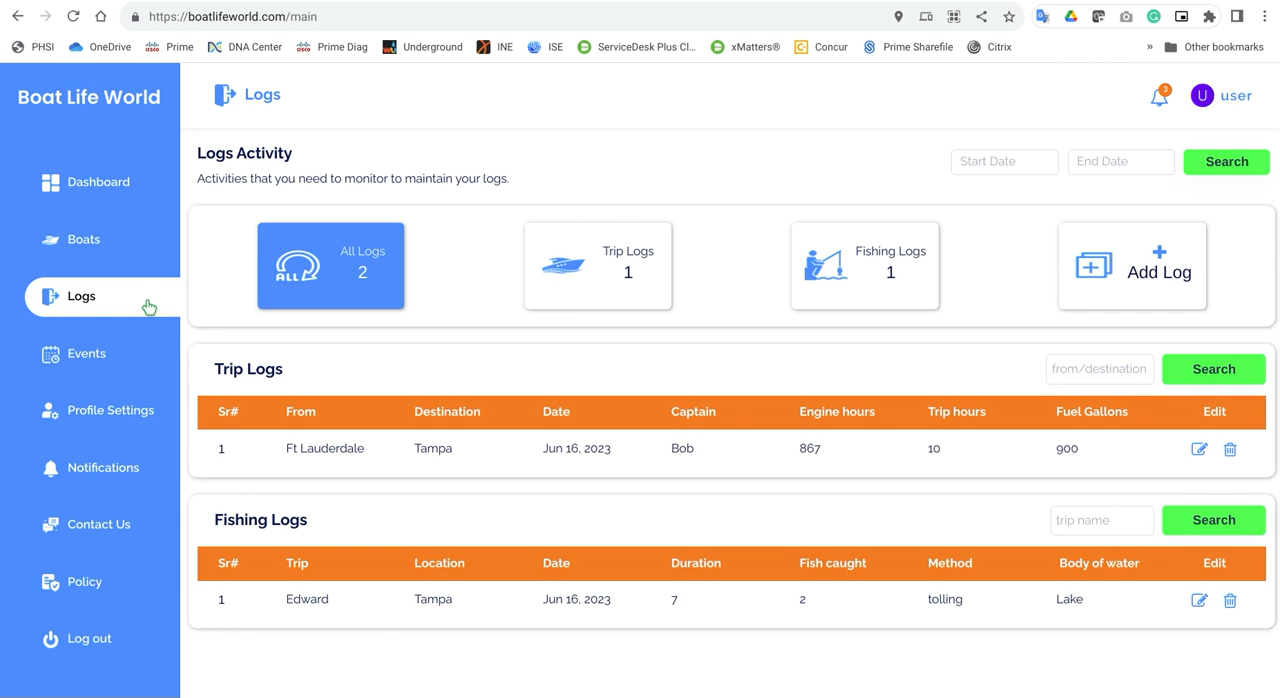 https://boatlifeworld.com/main
PHSI OneDrive Prime DNA Center Prime Diag Underground INE ISE ServiceDesk Plus Cl... xMatters® Concur Prime Sharefile Citrix » Other bookmarks
Boat Life World
Dashboard
Boats
Logs
Events
Profile Settings
Notifications
Contact Us
Policy
Log out
Logs
3
U user
Logs Activity
Activities that you need to monitor to maintain your logs.
Start Date End Date Search
ALL
All Logs
2
Trip Logs
1
Fishing Logs
1
Add Log
Trip Logs
from/destination Search
Sr# From Destination Date Captain Engine hours Trip hours Fuel Gallons Edit
1 Ft Lauderdale Tampa Jun 16, 2023 Bob 867 10 900
Fishing Logs
trip name Search
Sr# Trip Location Date Duration Fish caught Method Body of water Edit
1 Edward Tampa Jun 16, 2023 7 2 tolling Lake